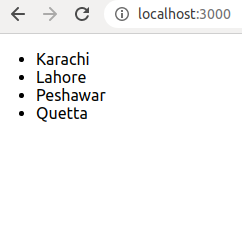 localhost:3000
• Karachi
• Lahore
• Peshawar
• Quetta